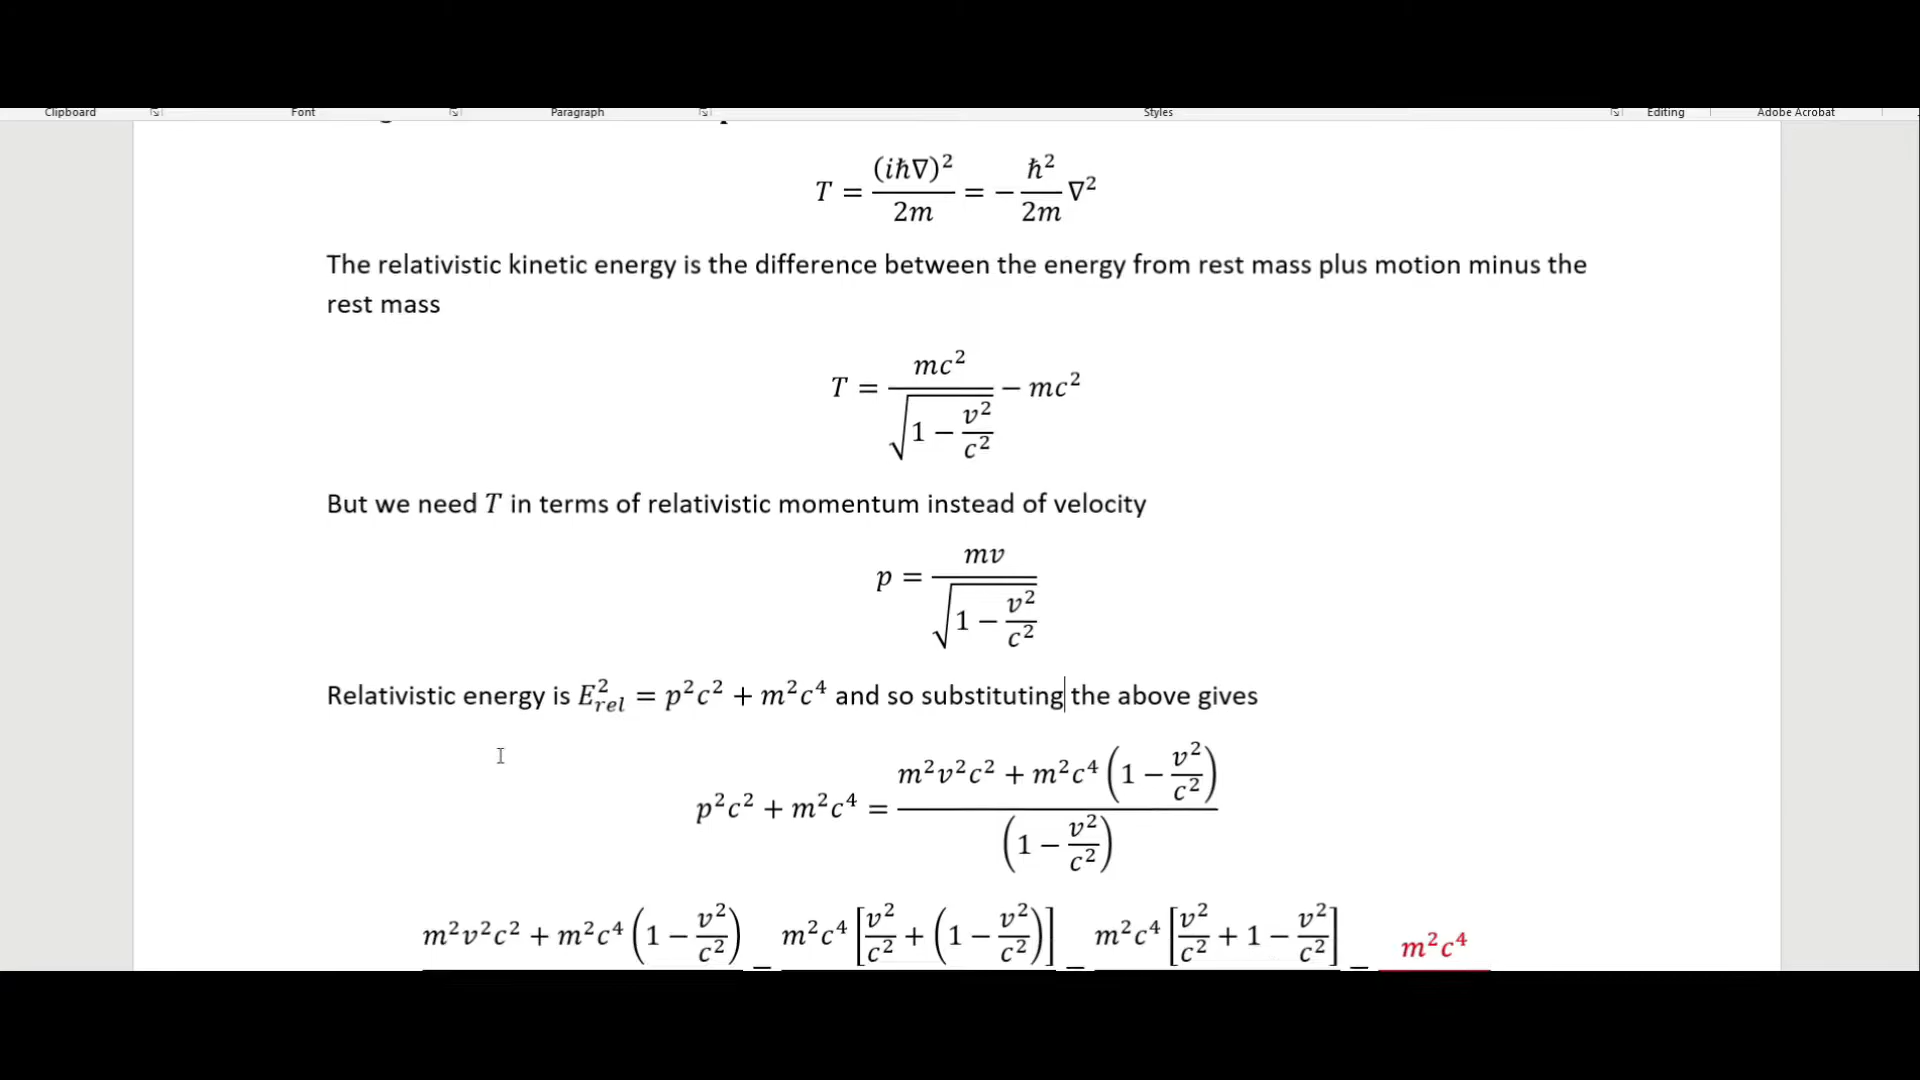 Clipboard Font Paragraph Styles Editing Adobe Acrobat
T = (iℏ∇)²/2m = −ℏ²/2m ∇²
The relativistic kinetic energy is the difference between the energy from rest mass plus motion minus the
rest mass
T = mc²/√(1 − v²/c²) − mc²
But we need T in terms of relativistic momentum instead of velocity
p = mv/√(1 − v²/c²)
Relativistic energy is E²_rel = p²c² + m²c⁴ and so substituting the above gives
p²c² + m²c⁴ = (m²v²c² + m²c⁴(1 − v²/c²))/(1 − v²/c²)
m²v²c² + m²c⁴(1 − v²/c²) = m²c⁴[v²/c² + (1 − v²/c²)] = m²c⁴[v²/c² + 1 − v²/c²] = m²c⁴